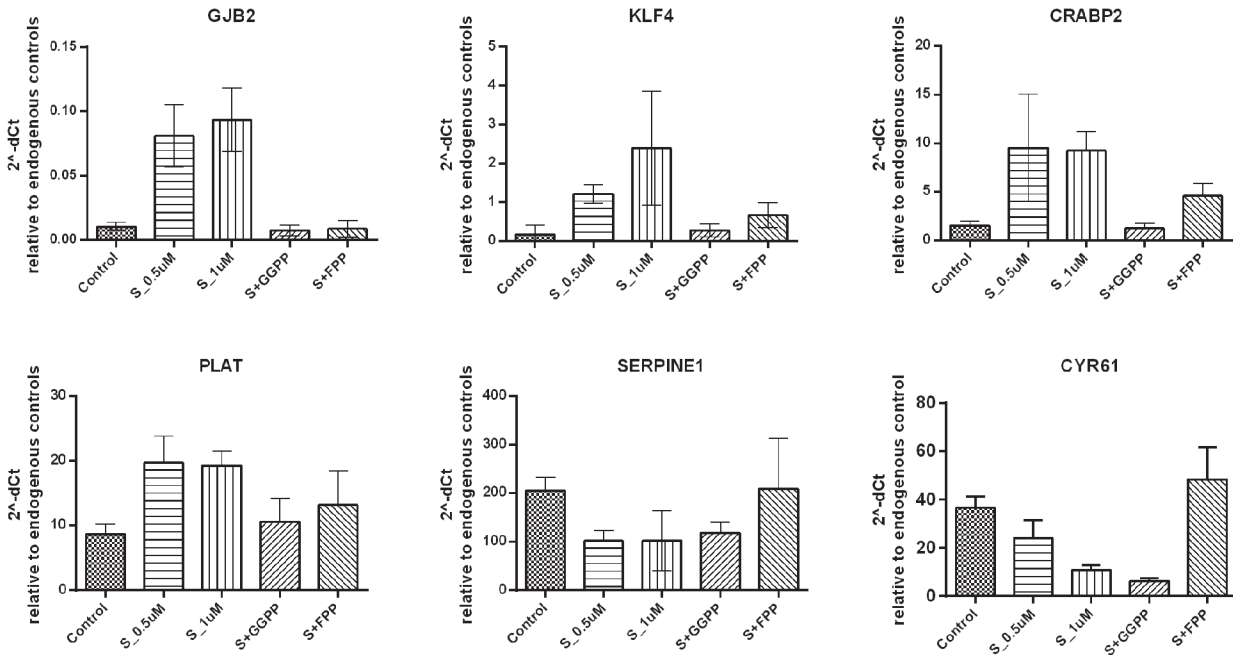 GJB2
2^-dCt
relative to endogenous controls
0.15
0.10
0.05
0.00
Control
S_0.5uM
S_1uM
S+GGPP
S+FPP
KLF4
2^-dCt
relative to endogenous controls
5
4
3
2
1
0
Control
S_0.5uM
S_1uM
S+GGPP
S+FPP
CRABP2
2^-dCt
relative to endogenous controls
20
15
10
5
0
Control
S_0.5uM
S_1uM
S+GGPP
S+FPP
PLAT
2^-dCt
relative to endogenous controls
30
20
10
0
Control
S_0.5uM
S_1uM
S+GGPP
S+FPP
SERPINE1
2^-dCt
relative to endogenous controls
400
300
200
100
0
Control
S_0.5uM
S_1uM
S+GGPP
S+FPP
CYR61
2^-dCt
relative to endogenous controls
80
60
40
20
0
Control
S_0.5uM
S_1uM
S+GGPP
S+FPP